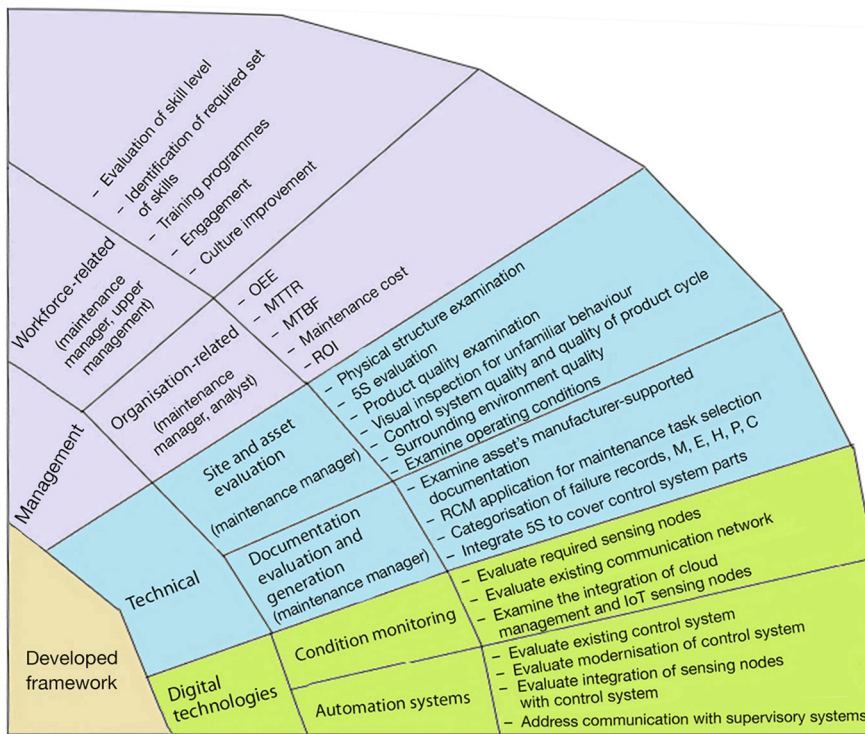 – Evaluation of skill level
– Identification of required set
of skills
– Training programmes
– Engagement
– Culture improvement
Workforce-related
(maintenance
manager, upper
management)
– OEE
– MTTR
– MTBF
– Maintenance cost
– ROI
Organisation-related
(maintenance
manager, analyst)
Management
– Physical structure examination
– 5S evaluation
– Product quality examination
– Visual inspection for unfamiliar behaviour
– Control system quality and quality of product cycle
– Surrounding environment quality
– Examine operating conditions
Site and asset
evaluation
(maintenance manager)
– Examine asset's manufacturer-supported
documentation
– RCM application for maintenance task selection
– Categorisation of failure records, M, E, H, P, C
– Integrate 5S to cover control system parts
Documentation
evaluation and
generation
(maintenance manager)
Technical
– Evaluate required sensing nodes
– Evaluate existing communication network
– Examine the integration of cloud
management and IoT sensing nodes
Condition monitoring
– Evaluate existing control system
– Evaluate modernisation of control system
– Evaluate integration of sensing nodes
with control system
– Address communication with supervisory systems
Automation systems
Digital
technologies
Developed
framework